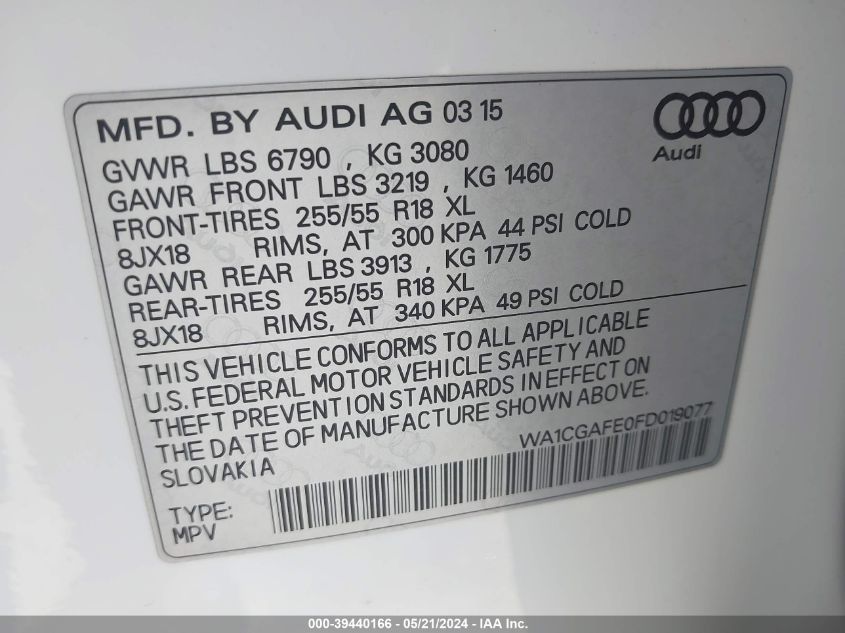 MFD. BY AUDI AG 03 15
Audi
GVWR LBS 6790 , KG 3080
GAWR FRONT LBS 3219 , KG 1460
FRONT-TIRES 255/55 R18 XL
8JX18 RIMS, AT 300 KPA 44 PSI COLD
GAWR REAR LBS 3913 , KG 1775
REAR-TIRES 255/55 R18 XL
8JX18 RIMS, AT 340 KPA 49 PSI COLD
THIS VEHICLE CONFORMS TO ALL APPLICABLE
U.S. FEDERAL MOTOR VEHICLE SAFETY AND
THEFT PREVENTION STANDARDS IN EFFECT ON
THE DATE OF MANUFACTURE SHOWN ABOVE.
SLOVAKIA
WA1CGAFE0FD019077
TYPE:
MPV
000-39440166 - 05/21/2024 - IAA Inc.